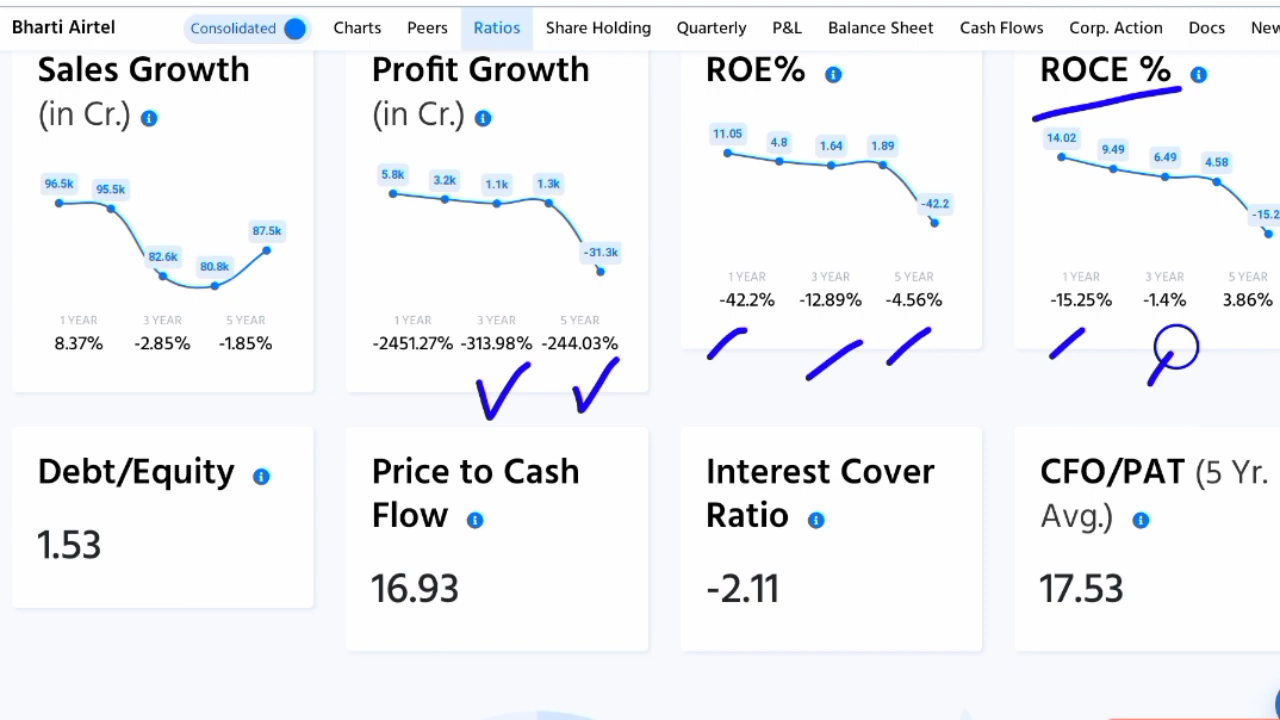 Bharti Airtel Consolidated Charts Peers Ratios Share Holding Quarterly P&L Balance Sheet Cash Flows Corp. Action Docs New
Sales Growth
(in Cr.)
96.5k 95.5k 82.6k 80.8k 87.5k
1 YEAR 3 YEAR 5 YEAR
8.37% -2.85% -1.85%
Profit Growth
(in Cr.)
5.8k 3.2k 1.1k 1.3k -31.3k
1 YEAR 3 YEAR 5 YEAR
-2451.27% -313.98% -244.03%
ROE%
11.05 4.8 1.64 1.89 -42.2
1 YEAR 3 YEAR 5 YEAR
-42.2% -12.89% -4.56%
ROCE %
14.02 9.49 6.49 4.58 -15.2
1 YEAR 3 YEAR 5 YEAR
-15.25% -1.4% 3.86%
Debt/Equity
1.53
Price to Cash
Flow
16.93
Interest Cover
Ratio
-2.11
CFO/PAT (5 Yr.
Avg.)
17.53